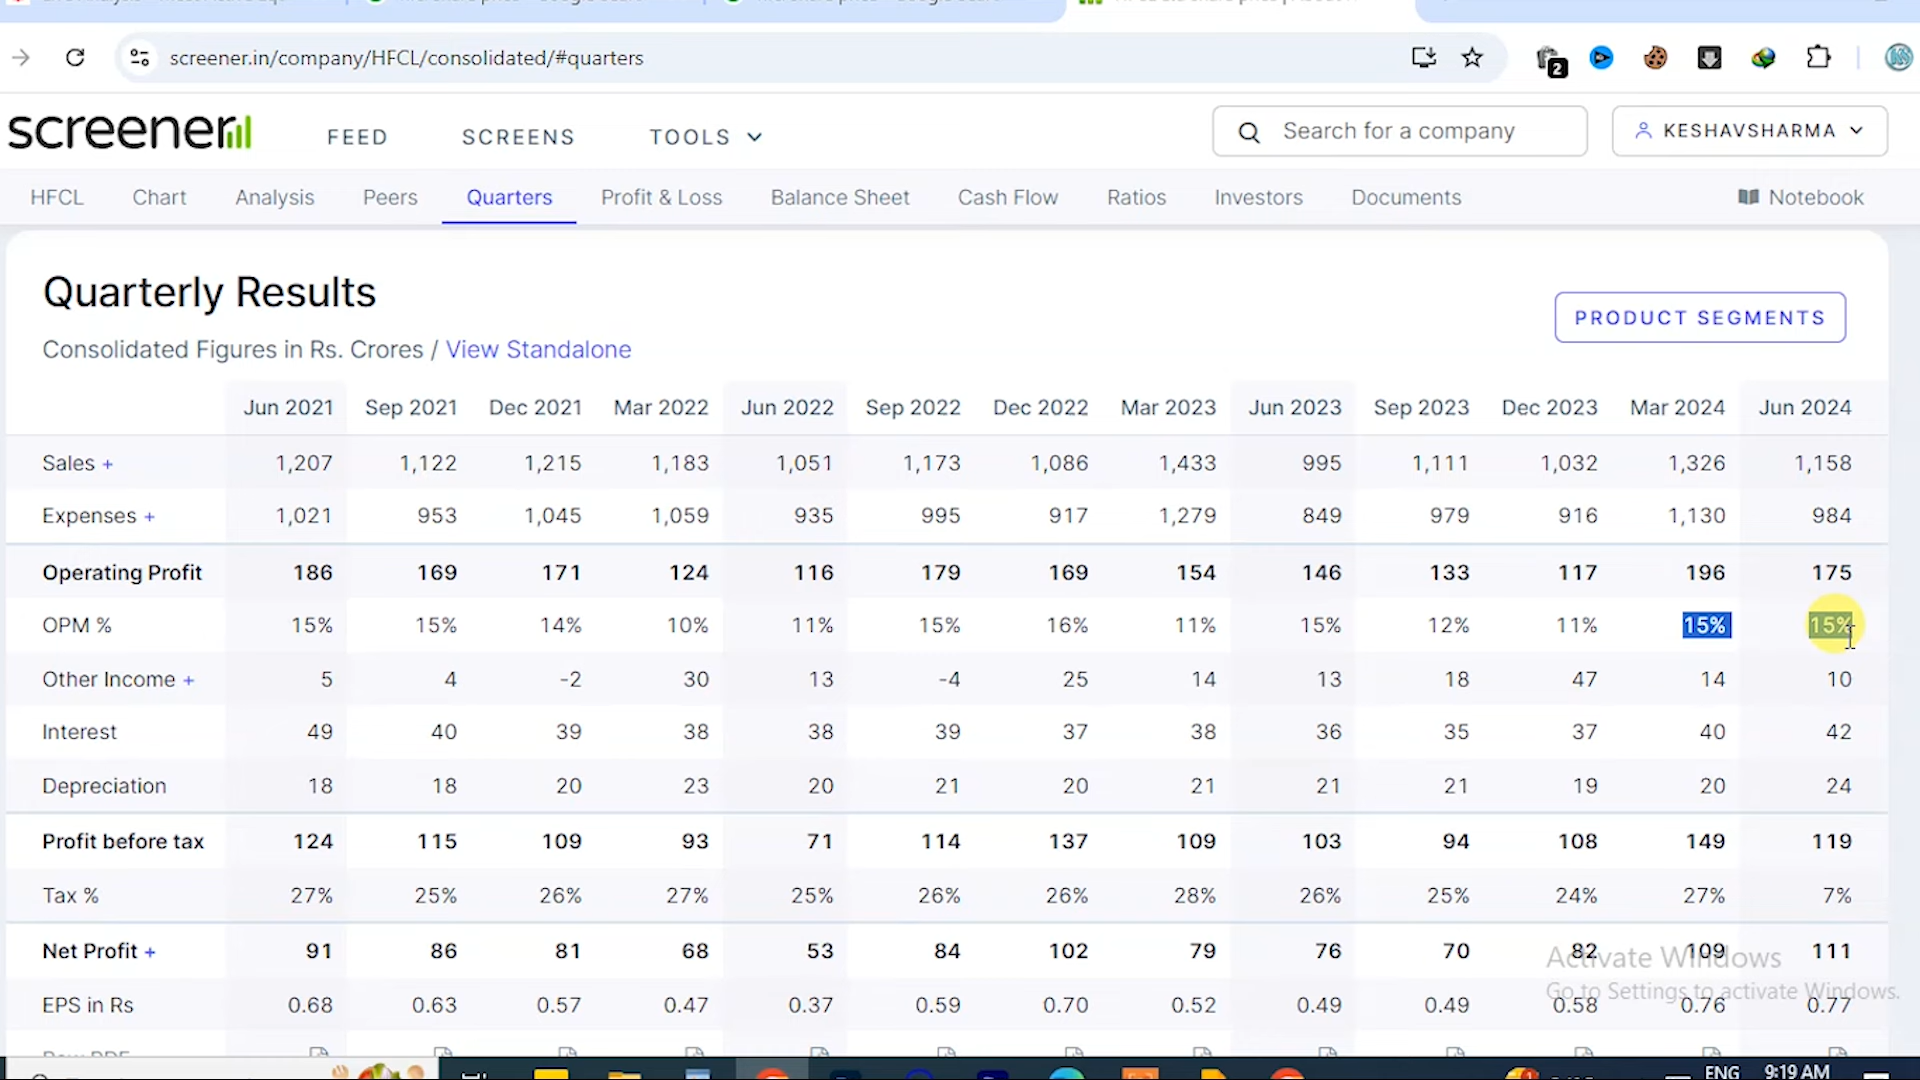 screener.in/company/HFCL/consolidated/#quarters
2
screener FEED SCREENS TOOLS Search for a company KESHAVSHARMA
HFCL Chart Analysis Peers Quarters Profit & Loss Balance Sheet Cash Flow Ratios Investors Documents Notebook
Quarterly Results
PRODUCT SEGMENTS
Consolidated Figures in Rs. Crores / View Standalone
Jun 2021 Sep 2021 Dec 2021 Mar 2022 Jun 2022 Sep 2022 Dec 2022 Mar 2023 Jun 2023 Sep 2023 Dec 2023 Mar 2024 Jun 2024
Sales + 1,207 1,122 1,215 1,183 1,051 1,173 1,086 1,433 995 1,111 1,032 1,326 1,158
Expenses + 1,021 953 1,045 1,059 935 995 917 1,279 849 979 916 1,130 984
Operating Profit 186 169 171 124 116 179 169 154 146 133 117 196 175
OPM % 15% 15% 14% 10% 11% 15% 16% 11% 15% 12% 11% 15% 15%
Other Income + 5 4 -2 30 13 -4 25 14 13 18 47 14 10
Interest 49 40 39 38 38 39 37 38 36 35 37 40 42
Depreciation 18 18 20 23 20 21 20 21 21 21 19 20 24
Profit before tax 124 115 109 93 71 114 137 109 103 94 108 149 119
Tax % 27% 25% 26% 27% 25% 26% 26% 28% 26% 25% 24% 27% 7%
Net Profit + 91 86 81 68 53 84 102 79 76 70 82 109 111
Activate Windows
EPS in Rs 0.68 0.63 0.57 0.47 0.37 0.59 0.70 0.52 0.49 0.49 0.58 0.76 0.77
Go to Settings to activate Windows.
ENG 9:19 AM